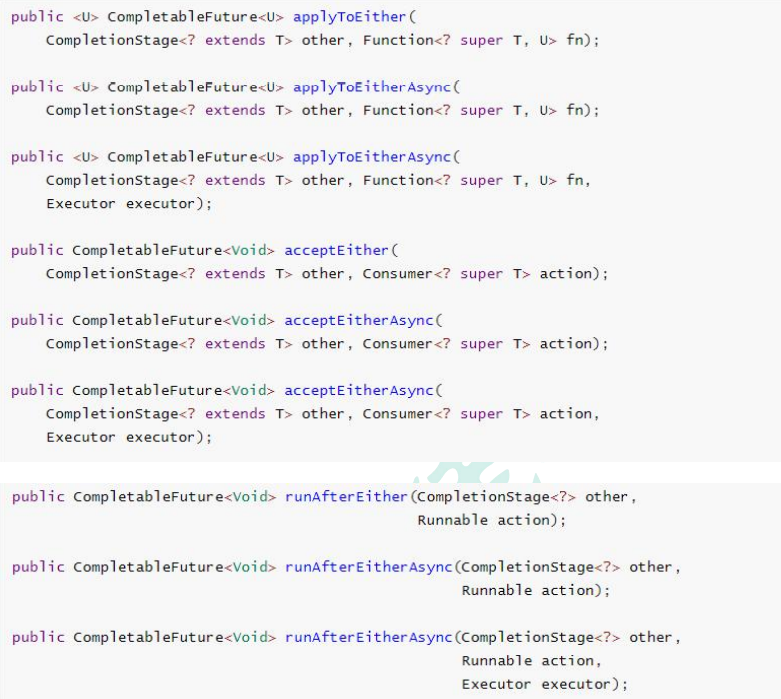 public <U> CompletableFuture<U> applyToEither(
    CompletionStage<? extends T> other, Function<? super T, U> fn);

public <U> CompletableFuture<U> applyToEitherAsync(
    CompletionStage<? extends T> other, Function<? super T, U> fn);

public <U> CompletableFuture<U> applyToEitherAsync(
    CompletionStage<? extends T> other, Function<? super T, U> fn,
    Executor executor);

public CompletableFuture<Void> acceptEither(
    CompletionStage<? extends T> other, Consumer<? super T> action);

public CompletableFuture<Void> acceptEitherAsync(
    CompletionStage<? extends T> other, Consumer<? super T> action);

public CompletableFuture<Void> acceptEitherAsync(
    CompletionStage<? extends T> other, Consumer<? super T> action,
    Executor executor);

public CompletableFuture<Void> runAfterEither(CompletionStage<?> other,
                                              Runnable action);

public CompletableFuture<Void> runAfterEitherAsync(CompletionStage<?> other,
                                                   Runnable action);

public CompletableFuture<Void> runAfterEitherAsync(CompletionStage<?> other,
                                                   Runnable action,
                                                   Executor executor);